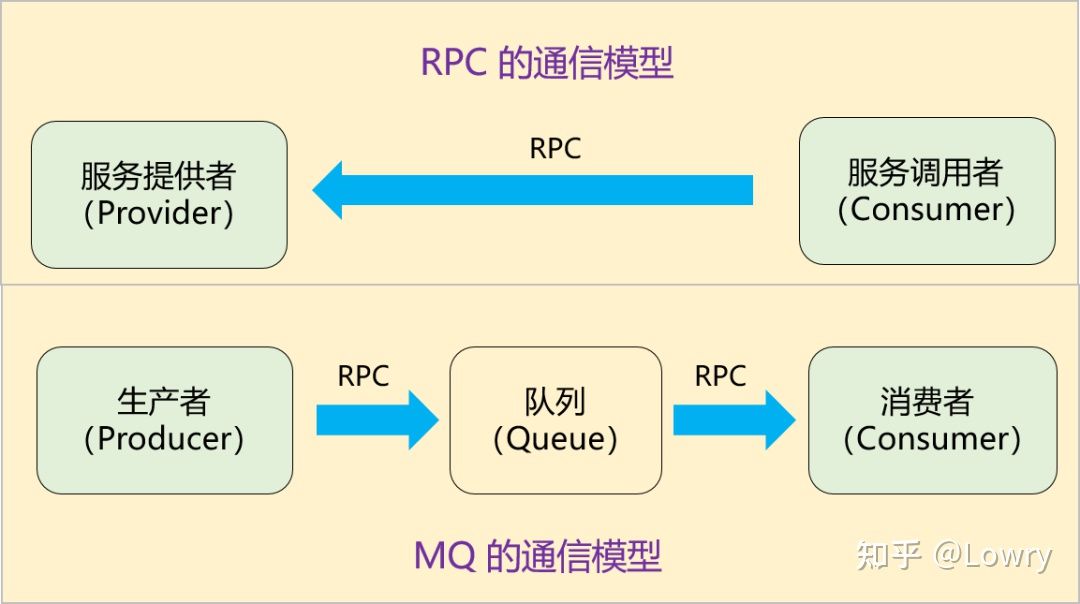 RPC 的通信模型
RPC
服务提供者
（Provider）
服务调用者
（Consumer）
RPC
RPC
生产者
（Producer）
队列
（Queue）
消费者
（Consumer）
MQ 的通信模型
知乎 @Lowry